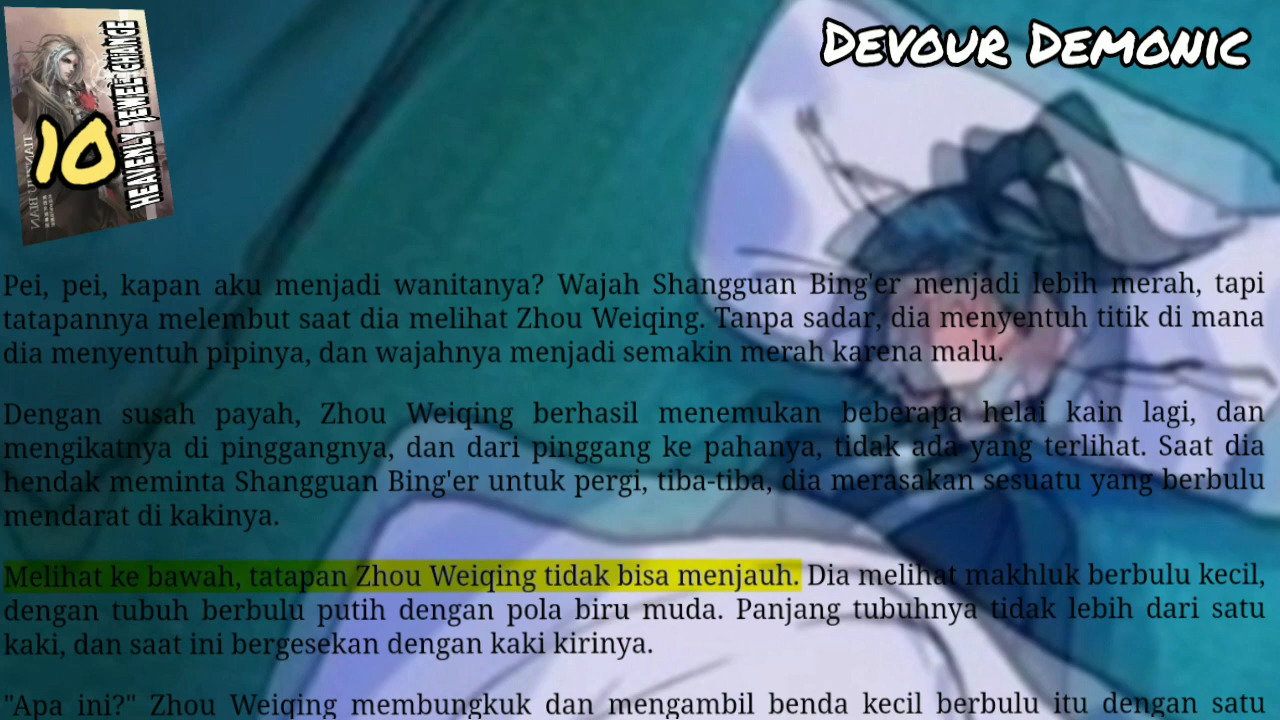 DEVOUR DEMONIC
HEAVENLY JEWEL CHANGE
10
Pei, pei, kapan aku menjadi wanitanya? Wajah Shangguan Bing'er menjadi lebih merah, tapi
tatapannya melembut saat dia melihat Zhou Weiqing. Tanpa sadar, dia menyentuh titik di mana
dia menyentuh pipinya, dan wajahnya menjadi semakin merah karena malu.
Dengan susah payah, Zhou Weiqing berhasil menemukan beberapa helai kain lagi, dan
mengikatnya di pinggangnya, dan dari pinggang ke pahanya, tidak ada yang terlihat. Saat dia
hendak meminta Shangguan Bing'er untuk pergi, tiba-tiba, dia merasakan sesuatu yang berbulu
mendarat di kakinya.
Melihat ke bawah, tatapan Zhou Weiqing tidak bisa menjauh. Dia melihat makhluk berbulu kecil,
dengan tubuh berbulu putih dengan pola biru muda. Panjang tubuhnya tidak lebih dari satu
kaki, dan saat ini bergesekan dengan kaki kirinya.
"Apa ini?" Zhou Weiqing membungkuk dan mengambil benda kecil berbulu itu dengan satu